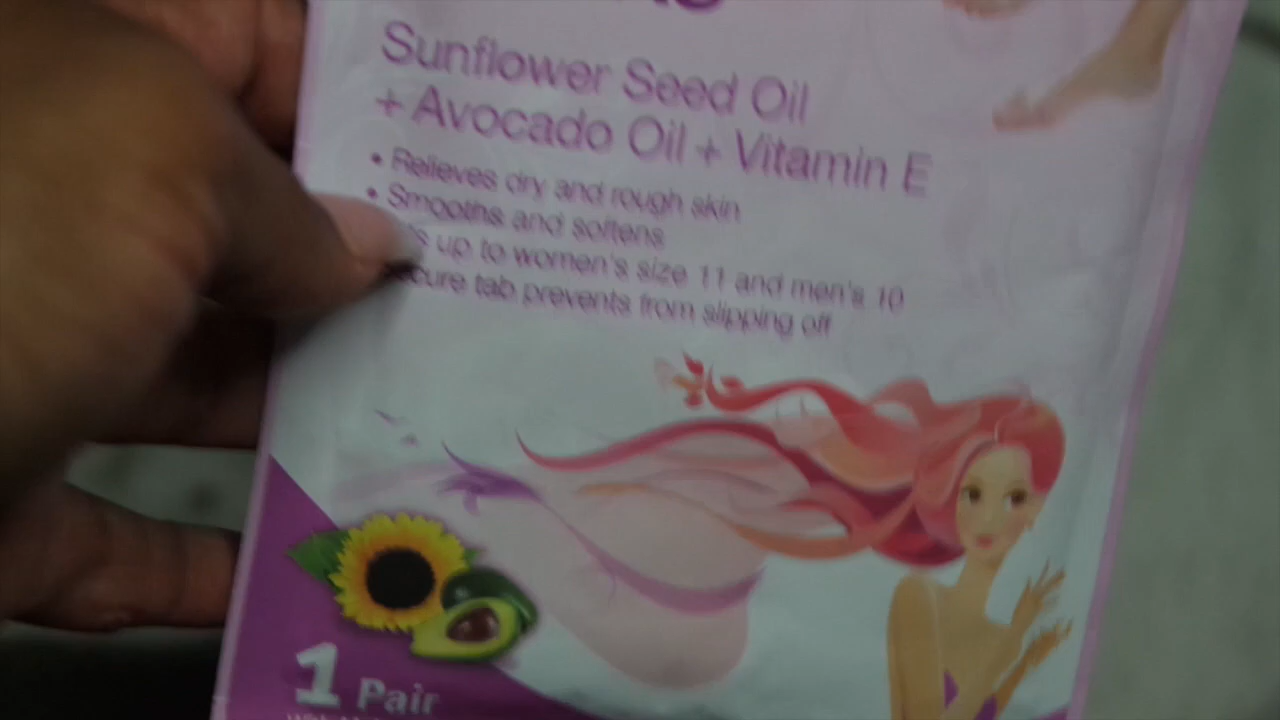 Sunflower Seed Oil
+ Avocado Oil + Vitamin E
• Relieves dry and rough skin
• Smooths and softens
up to women's size 11 and men's 10
tab prevents from slipping off
1 Pair